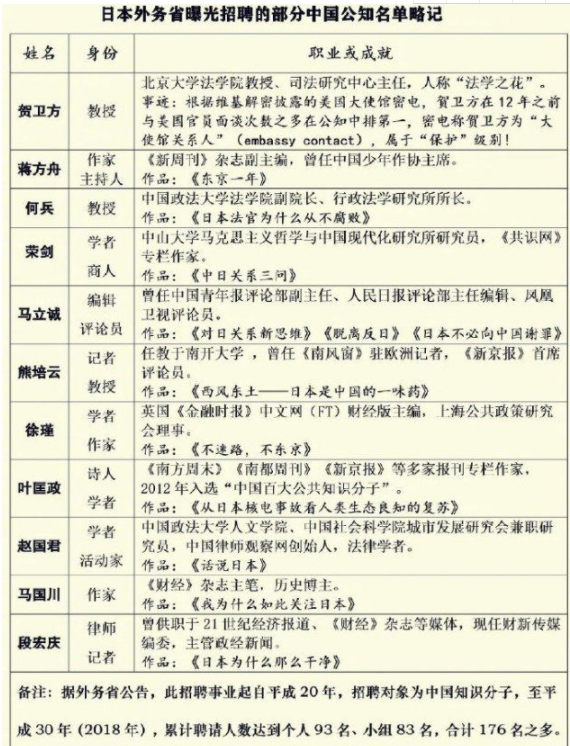 日本外务省曝光招聘的部分中国公知名单略记
姓名 身份 职业或成就
贺卫方 教授 北京大学法学院教授、司法研究中心主任，人称“法学之花”。
事迹：根据维基解密披露的美国大使馆密电，贺卫方在12年之前
与美国官员面谈次数之多在公知中排第一，密电称贺卫方为“大
使馆关系人”（embassy contact），属于“保护”级别！
蒋方舟 作家 主持人 《新周刊》杂志副主编，曾任中国少年作协主席。
作品：《东京一年》
何兵 教授 中国政法大学法学院副院长、行政法学研究所所长。
作品：《日本法官为什么从不腐败》
荣剑 学者 商人 中山大学马克思主义哲学与中国现代化研究所研究员，《共识网》
专栏作家。
作品：《中日关系三问》
马立诚 编辑 评论员 曾任中国青年报评论部副主任、人民日报评论部主任编辑、凤凰
卫视评论员。
作品：《对日关系新思维》《脱离反日》《日本不必向中国谢罪》
熊培云 记者 教授 任教于南开大学，曾任《南风窗》驻欧洲记者，《新京报》首席
评论员。
作品：《西风东土——日本是中国的一味药》
徐瑾 学者 作家 英国《金融时报》中文网（FT）财经版主编，上海公共政策研究
会理事。
作品：《不迷路，不东京》
叶匡政 诗人 学者 《南方周末》《南都周刊》《新京报》等多家报刊专栏作家，
2012年入选“中国百大公共知识分子”。
作品：《从日本核电事故看人类生态良知的复苏》
赵国君 学者 活动家 中国政法大学人文学院、中国社会科学院城市发展研究会兼职研
究员，中国律师观察网创始人，法律学者。
作品：《话说日本》
马国川 作家 《财经》杂志主笔，历史博主。
作品：《我为什么如此关注日本》
段宏庆 律师 记者 曾供职于21世纪经济报道、《财经》杂志等媒体，现任财新传媒
编委，主管政经新闻。
作品：《日本为什么那么干净》
备注：据外务省公告，此招聘事业起自平成20年，招聘对象为中国知识分子，至平
成30年（2018年），累计聘请人数达到个人93名、小组83名，合计176名之多。